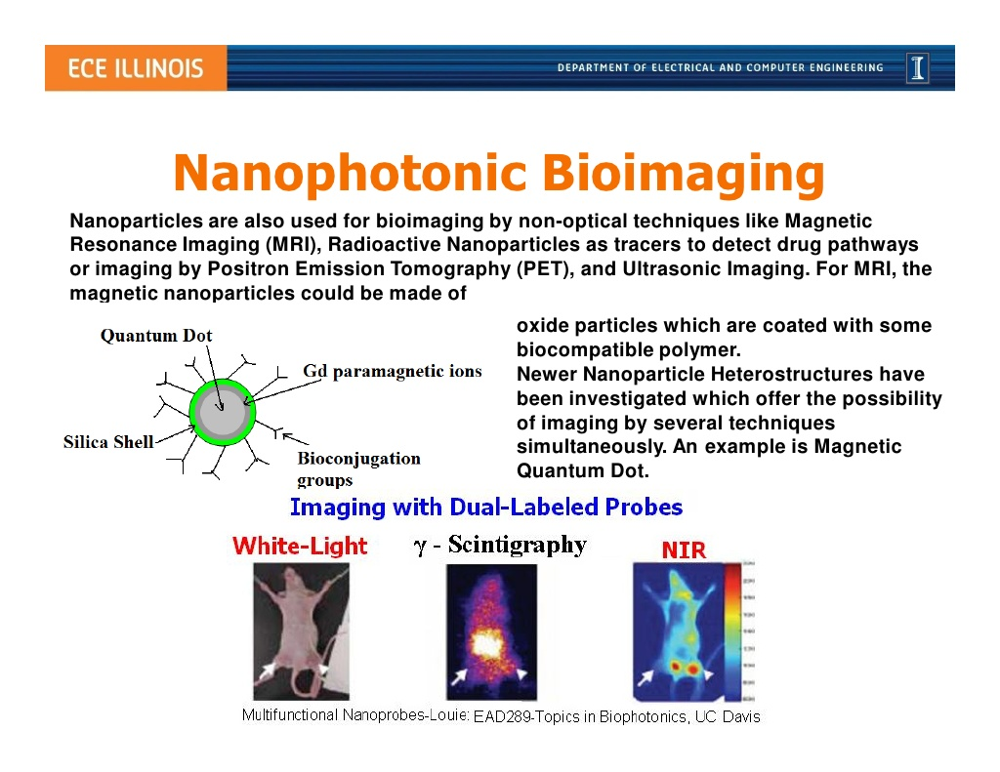 ECE ILLINOIS
DEPARTMENT OF ELECTRICAL AND COMPUTER ENGINEERING
I
Nanophotonic Bioimaging
Nanoparticles are also used for bioimaging by non-optical techniques like Magnetic
Resonance Imaging (MRI), Radioactive Nanoparticles as tracers to detect drug pathways
or imaging by Positron Emission Tomography (PET), and Ultrasonic Imaging. For MRI, the
magnetic nanoparticles could be made of
oxide particles which are coated with some
biocompatible polymer.
Newer Nanoparticle Heterostructures have
been investigated which offer the possibility
of imaging by several techniques
simultaneously. An example is Magnetic
Quantum Dot.
Quantum Dot
Gd paramagnetic ions
Silica Shell
Bioconjugation
groups
Imaging with Dual-Labeled Probes
White-Light
γ - Scintigraphy
NIR
Multifunctional Nanoprobes-Louie: EAD289-Topics in Biophotonics, UC Davis